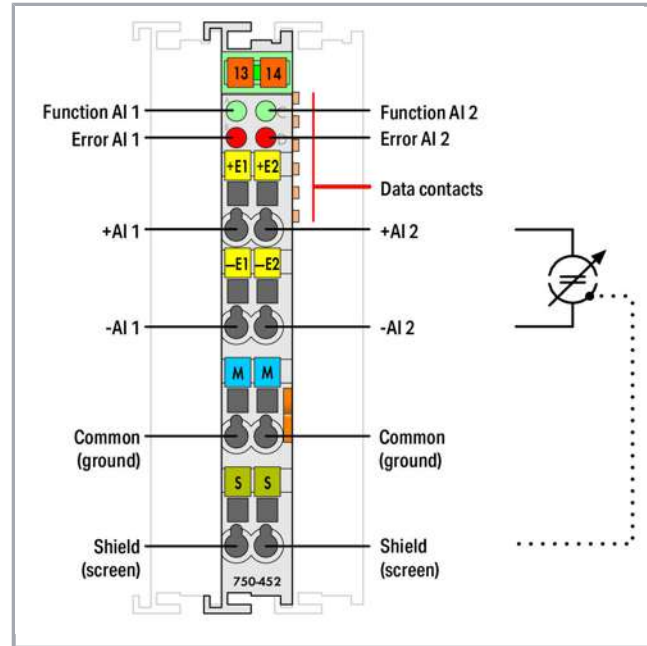 13 14
Function AI 1
C
Function AI 2
Error AI 1
D
Error AI 2
+E1 +E2
Data contacts
+AI 1
+AI 2
–E1 –E2
-AI 1
-AI 2
M M
Common
(ground)
Common
(ground)
S S
Shield
(screen)
Shield
(screen)
750-452